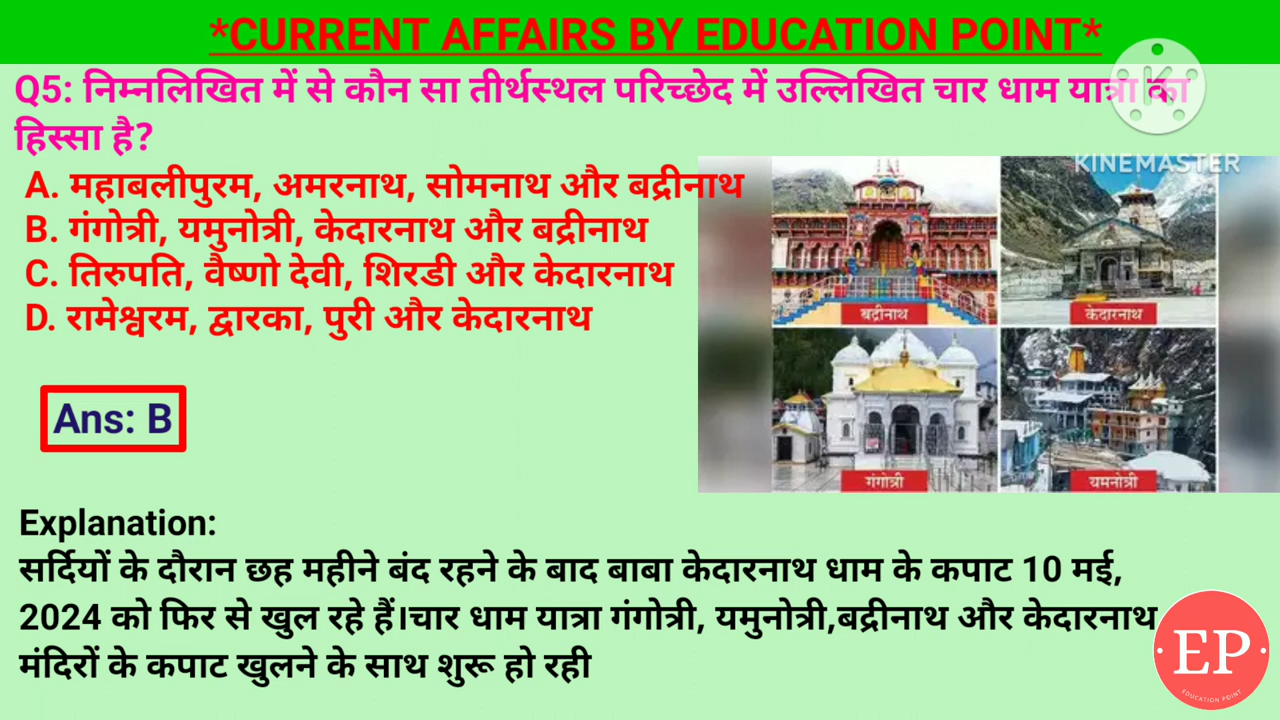 *CURRENT AFFAIRS BY EDUCATION POINT*
Q5: निम्नलिखित में से कौन सा तीर्थस्थल परिच्छेद में उल्लिखित चार धाम यात्रा का
हिस्सा है?
KINEMASTER
A. महाबलीपुरम, अमरनाथ, सोमनाथ और बद्रीनाथ
B. गंगोत्री, यमुनोत्री, केदारनाथ और बद्रीनाथ
C. तिरुपति, वैष्णो देवी, शिरडी और केदारनाथ
D. रामेश्वरम, द्वारका, पुरी और केदारनाथ
बद्रीनाथ
केदारनाथ
गंगोत्री
यमनोत्री
Ans: B
Explanation:
सर्दियों के दौरान छह महीने बंद रहने के बाद बाबा केदारनाथ धाम के कपाट 10 मई,
2024 को फिर से खुल रहे हैं।चार धाम यात्रा गंगोत्री, यमुनोत्री,बद्रीनाथ और केदारनाथ
मंदिरों के कपाट खुलने के साथ शुरू हो रही
EP
EDUCATION POINT